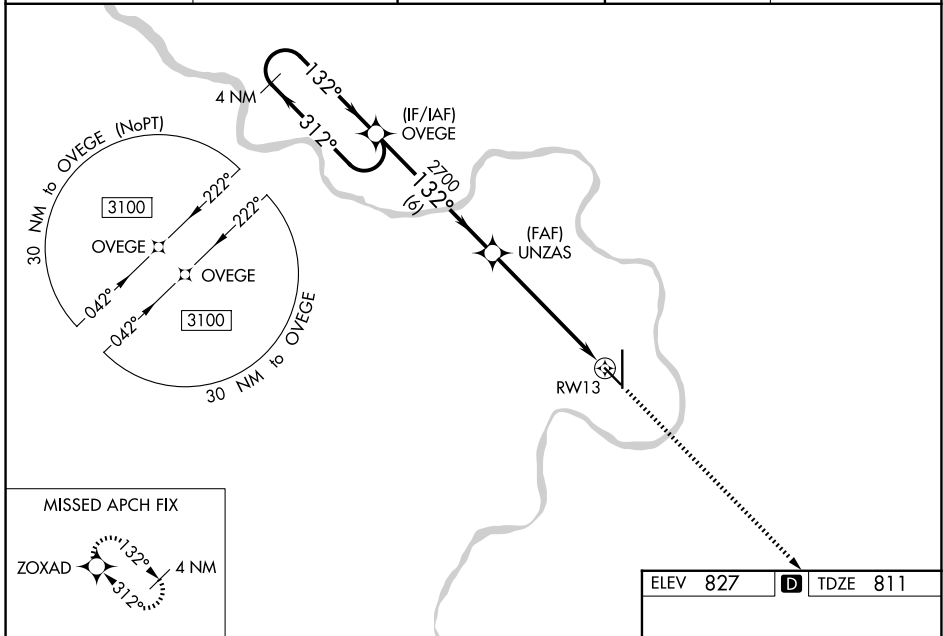 132°
4 NM
312°
(IF/IAF)
OVEGE
2700
132°
(6)
(FAF)
UNZAS
RW13
30 NM to OVEGE (NoPT)
3100
222°
OVEGE
042°
222°
OVEGE
042°
3100
30 NM to OVEGE
MISSED APCH FIX
ZOXAD
132°
4 NM
312°
ELEV 827 D TDZE 811